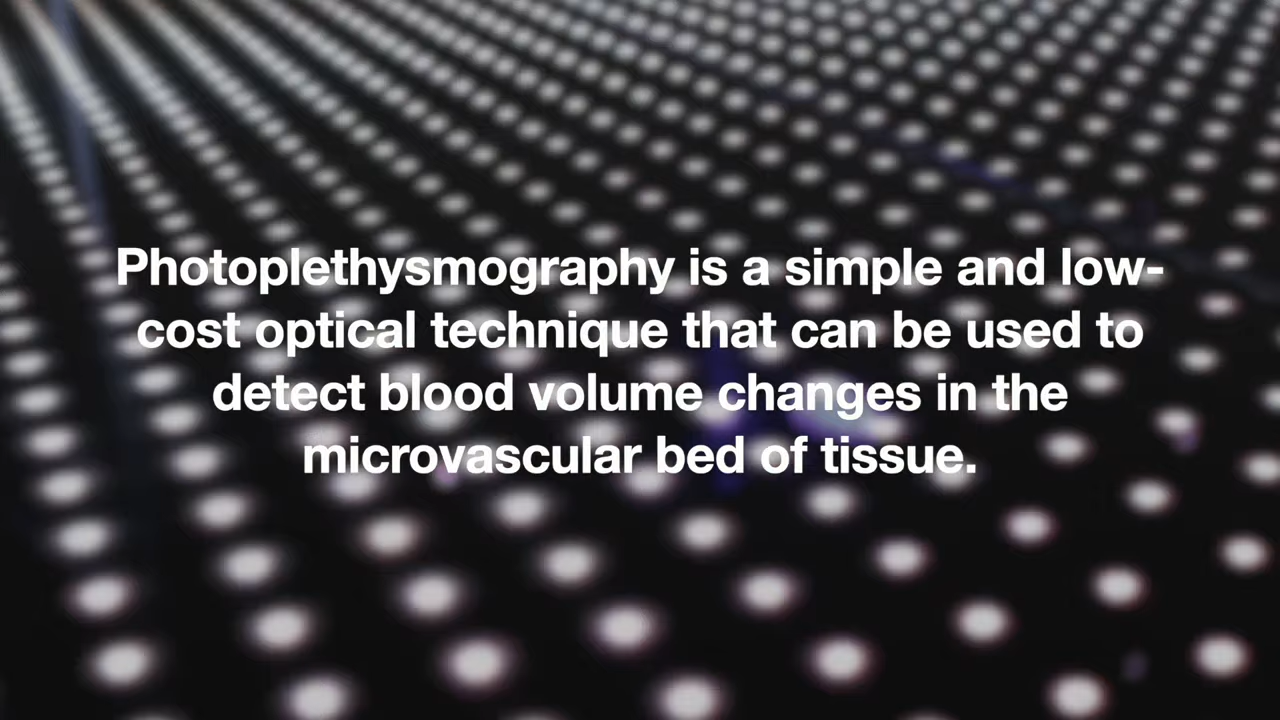 Photoplethysmography is a simple and low-
cost optical technique that can be used to
detect blood volume changes in the
microvascular bed of tissue.